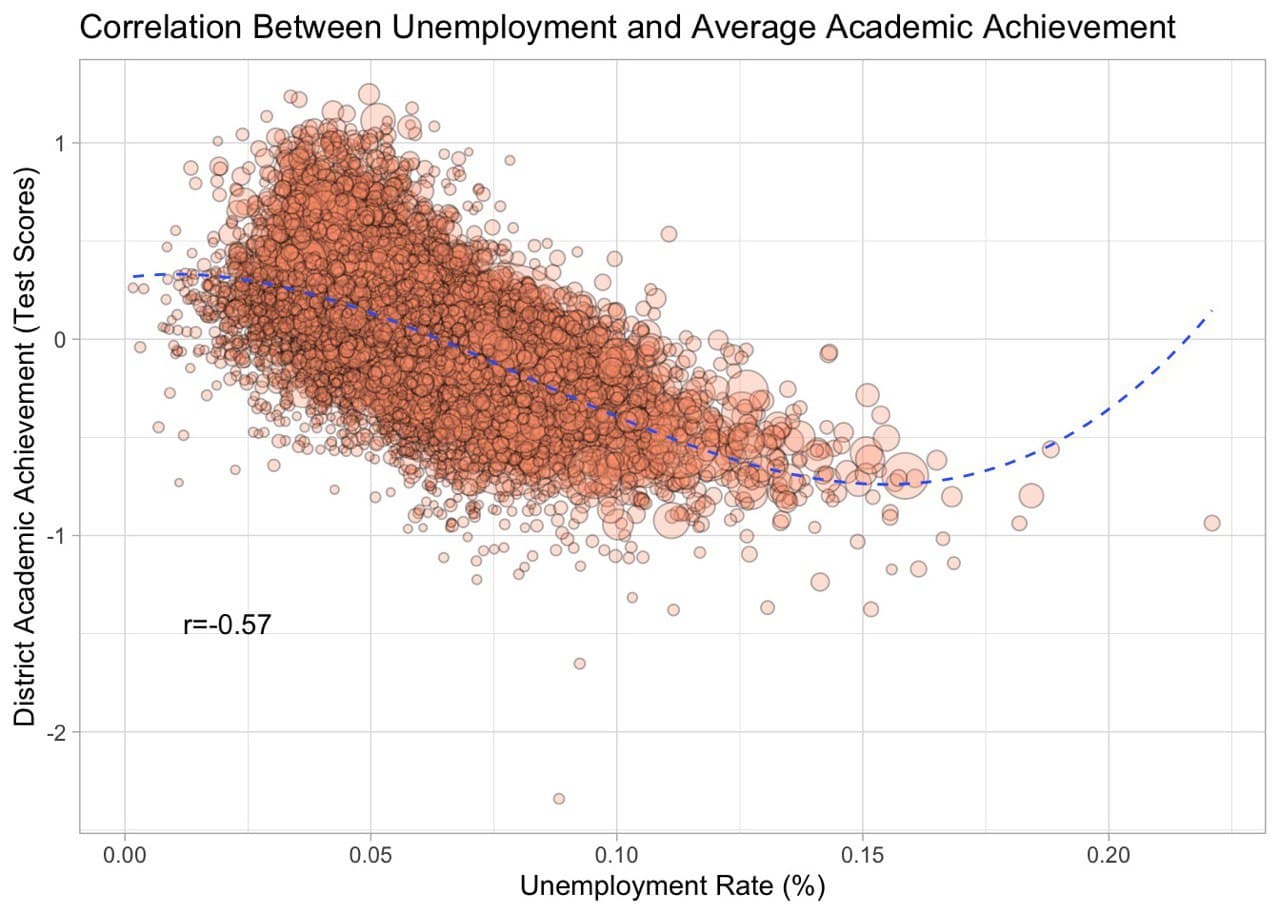 Correlation Between Unemployment and Average Academic Achievement
District Academic Achievement (Test Scores)
1
0
-1
-2
r=-0.57
0.00
0.05
0.10
0.15
0.20
Unemployment Rate (%)